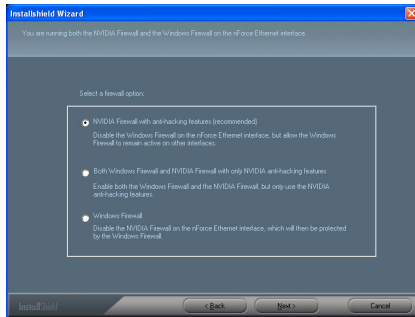 Installshield Wizard
You are running both the NVIDIA Firewall and the Windows Firewall on the nForce Ethernet interface.
Select a firewall option:
NVIDIA Firewall with anti-hacking features (recommended)
Disable the Windows Firewall on the nForce Ethernet interface, but allow the Windows
Firewall to remain active on other interfaces.
Both Windows Firewall and NVIDIA Firewall with only NVIDIA anti-hacking features
Enable both the Windows Firewall and the NVIDIA Firewall, but only use the NVIDIA
anti-hacking features.
Windows Firewall
Disable the NVIDIA Firewall on the nForce Ethernet interface, which will then be protected
by the Windows Firewall.
InstallShield
< Back
Next >
Cancel